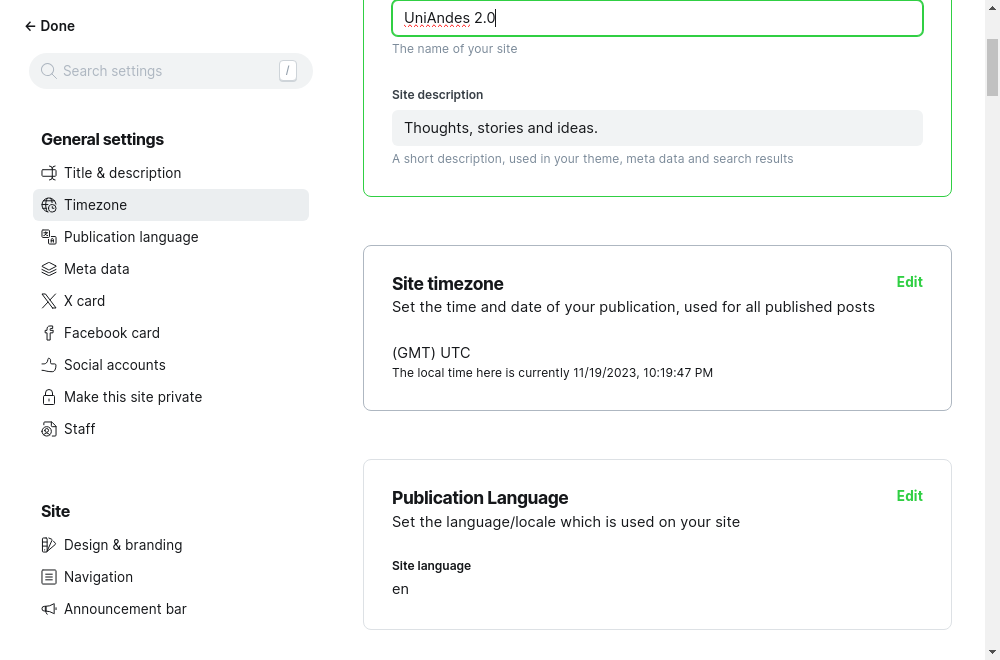 Done
Search settings
/
General settings
Title & description
Timezone
Publication language
Meta data
X card
Facebook card
Social accounts
Make this site private
Staff
Site
Design & branding
Navigation
Announcement bar
UniAndes 2.0
The name of your site
Site description
Thoughts, stories and ideas.
A short description, used in your theme, meta data and search results
Site timezone
Edit
Set the time and date of your publication, used for all published posts
(GMT) UTC
The local time here is currently 11/19/2023, 10:19:47 PM
Publication Language
Edit
Set the language/locale which is used on your site
Site language
en